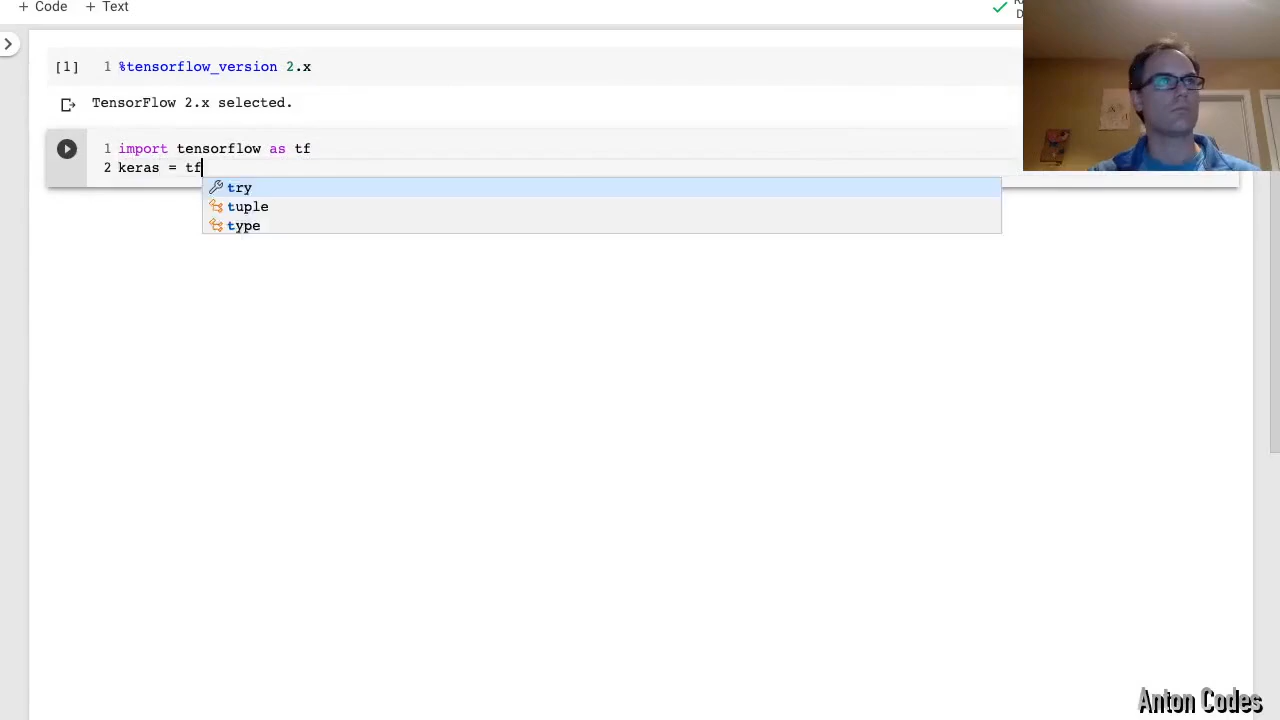 + Code + Text
[1] 1 %tensorflow_version 2.x
TensorFlow 2.x selected.
1 import tensorflow as tf
2 keras = tf
try
tuple
type
Anton Codes